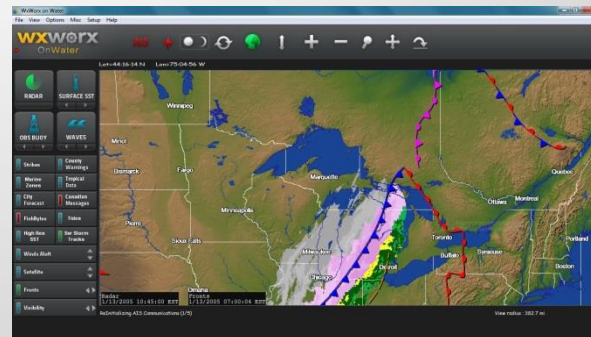 WxWorx on Water
File View Options Misc Setup Help
WXWORX
OnWater
Lat=44:16:14 N Lon=75:04:56 W
RADAR
SURFACE SST
OBS BUOY
WAVES
Strikes
County Warnings
Marine Zones
Tropical Data
City Forecast
Canadian Messages
FishBytes
Tides
High Res SST
Ser Storm Tracks
Winds Aloft
Satellite
Fronts
Visibility
Winnipeg
Minot
Bismarck
Fargo
Marquette
Quebec
Ottawa
Montreal
Pierre
Minneapolis
Sioux Falls
Milwaukee
Toronto
Buffalo
Syracuse
Portland
Boston
Chicago
Detroit
Omaha
Radar
1/13/2005 10:45:00 EST
Fronts
1/13/2005 07:00:04 EST
ReInitializing AIS Communications (1/5)
View radius : 382.7 mi